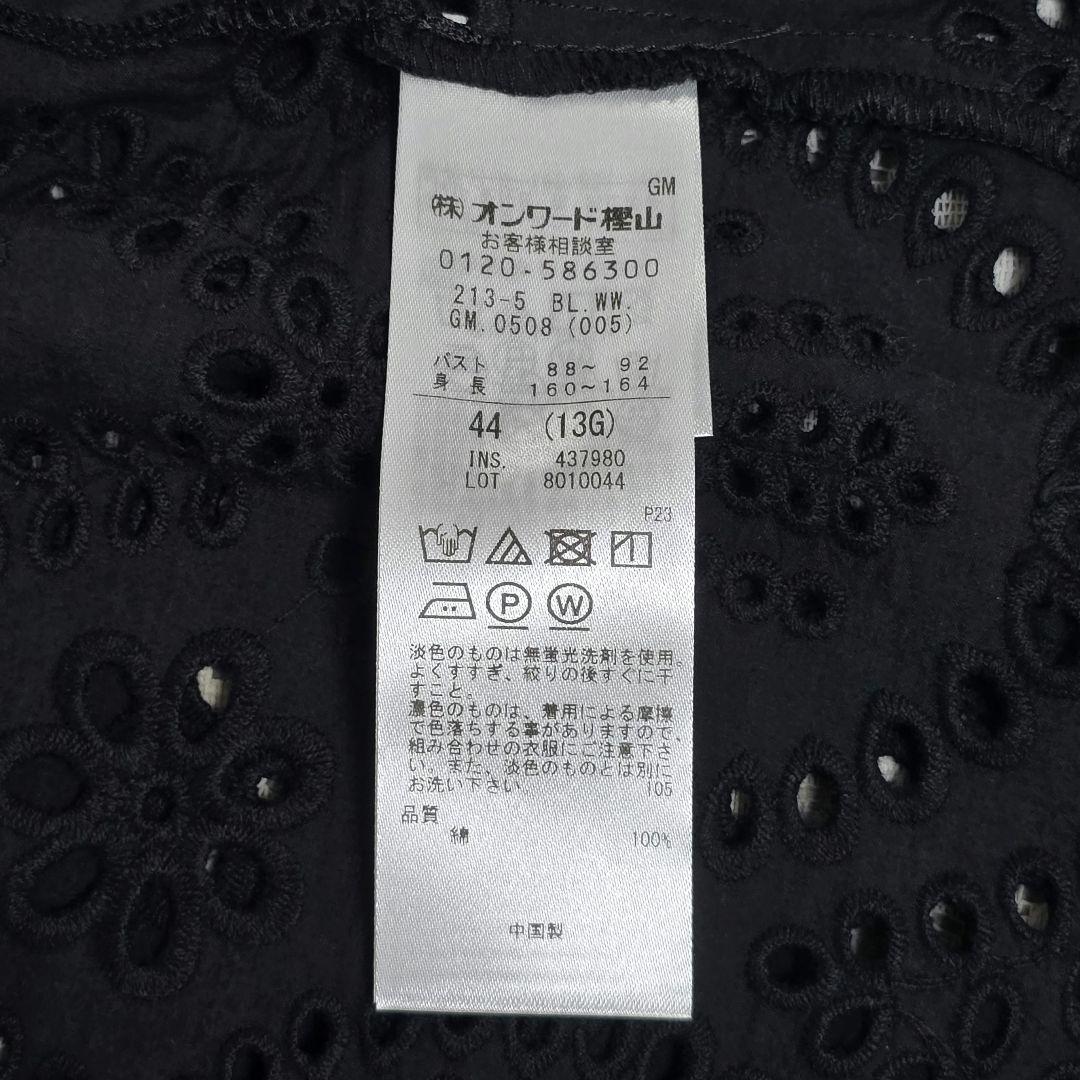 GM
㈱オンワード樫山
お客様相談室
0120-586300
213-5 BL.WW.
GM.0508 (005)
バスト 88～ 92
身長 160～164
44 (13G)
INS. 437980
LOT 8010044
P23
P W
淡色のものは無蛍光洗剤を使用。
よくすすぎ、絞りの後すぐに干
すこと。
濃色のものは、着用による摩擦
で色落ちする事がありますので、
組み合わせの衣服にご注意下さ
い。また、淡色のものとは別に
お洗い下さい。 105
品質
綿 100%
中国製